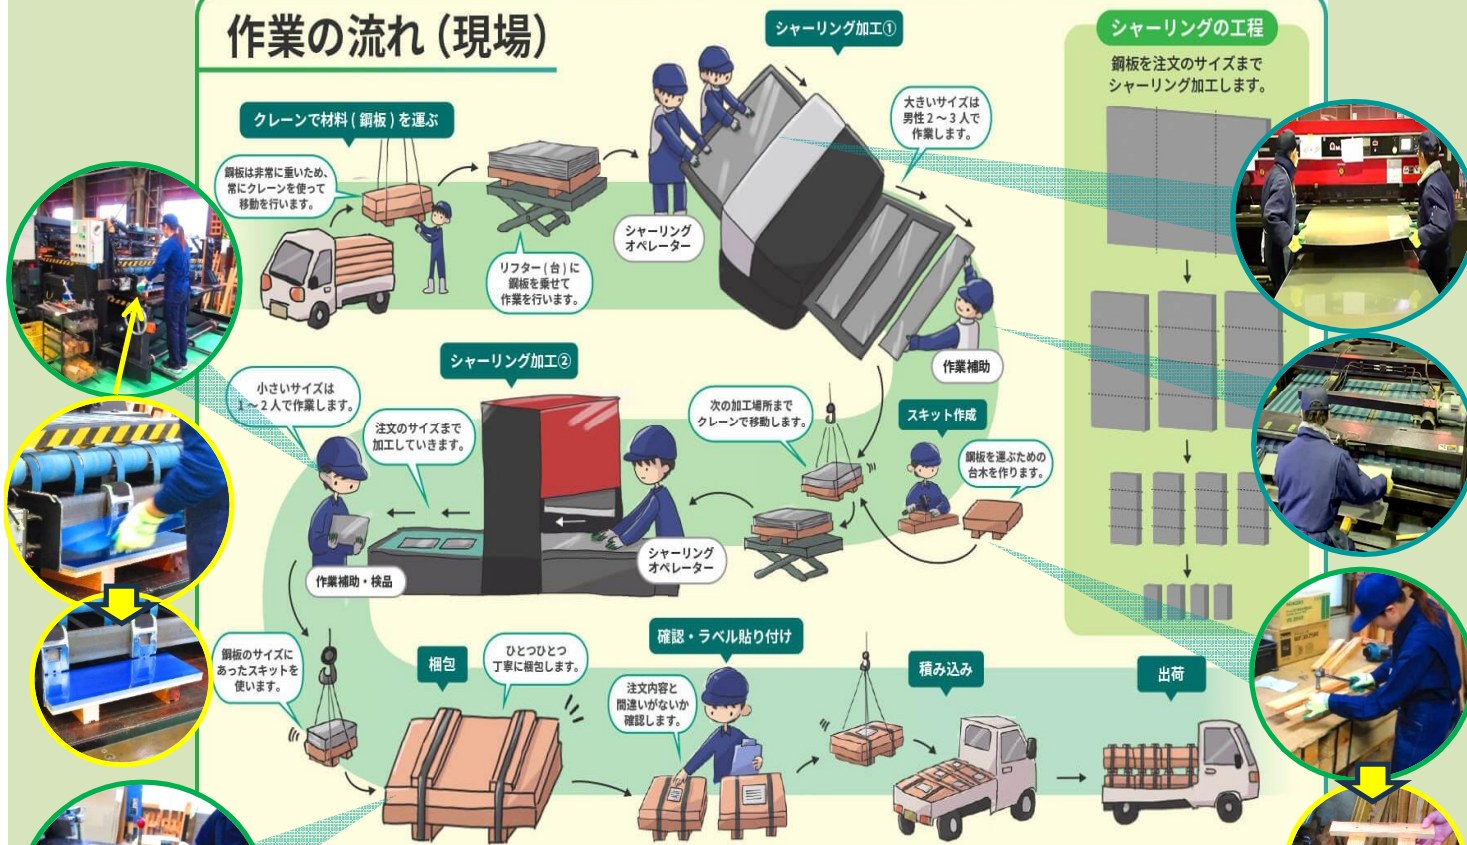 作業の流れ（現場）
クレーンで材料（鋼板）を運ぶ
鋼板は非常に重いため、
常にクレーンを使って
移動を行います。
リフター（台）に
鋼板を乗せて
作業を行います。
シャーリング加工①
シャーリング
オペレーター
大きいサイズは
男性２～３人で
作業します。
作業補助
シャーリング加工②
小さいサイズは
１～２人で作業します。
注文のサイズまで
加工していきます。
シャーリング
オペレーター
作業補助・検品
次の加工場所まで
クレーンで移動します。
スキット作成
鋼板を運ぶための
台木を作ります。
鋼板のサイズに
あったスキットを
使います。
梱包
ひとつひとつ
丁寧に梱包します。
確認・ラベル貼り付け
注文内容と
間違いがないか
確認します。
積み込み
出荷
シャーリングの工程
鋼板を注文のサイズまで
シャーリング加工します。